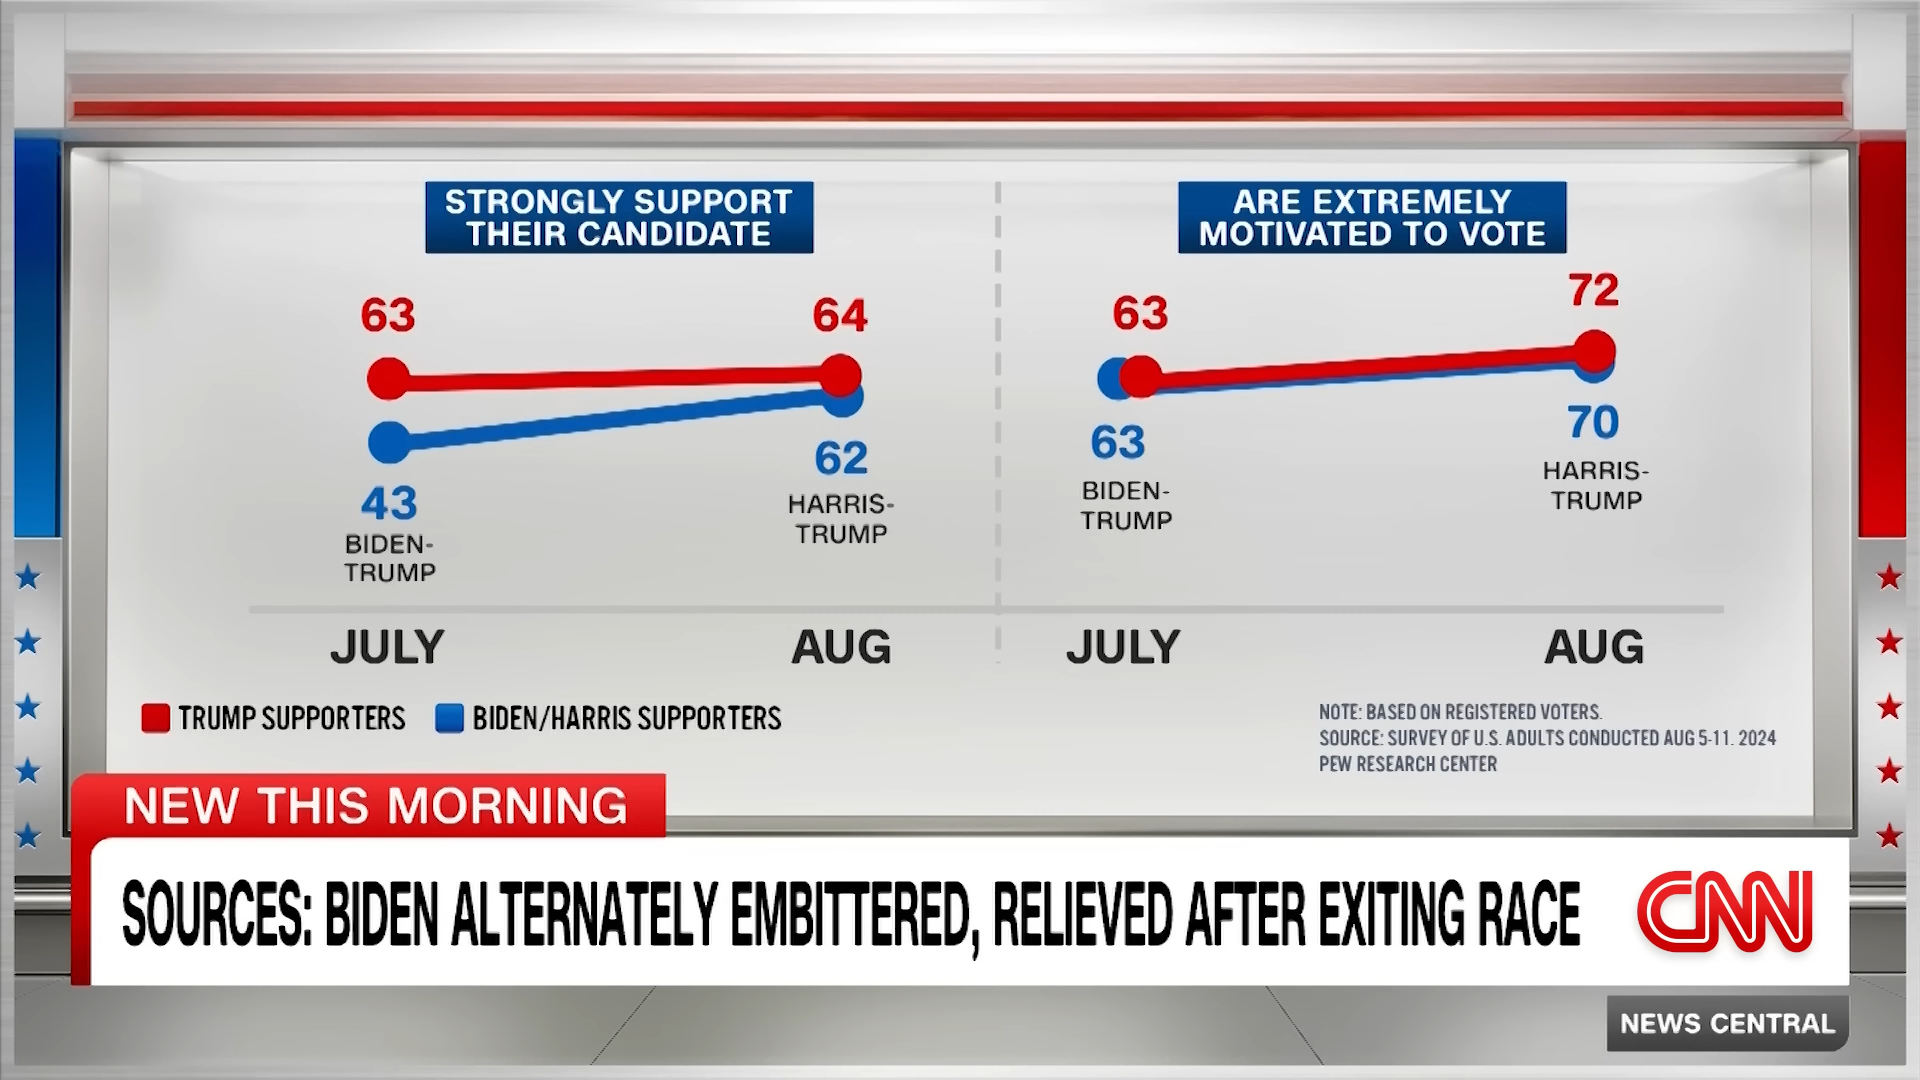 STRONGLY SUPPORT
THEIR CANDIDATE
63
64
43
BIDEN-
TRUMP
62
HARRIS-
TRUMP
JULY
AUG
ARE EXTREMELY
MOTIVATED TO VOTE
63
72
63
BIDEN-
TRUMP
70
HARRIS-
TRUMP
JULY
AUG
TRUMP SUPPORTERS
BIDEN/HARRIS SUPPORTERS
NOTE: BASED ON REGISTERED VOTERS.
SOURCE: SURVEY OF U.S. ADULTS CONDUCTED AUG 5-11. 2024
PEW RESEARCH CENTER
NEW THIS MORNING
SOURCES: BIDEN ALTERNATELY EMBITTERED, RELIEVED AFTER EXITING RACE
CNN
NEWS CENTRAL